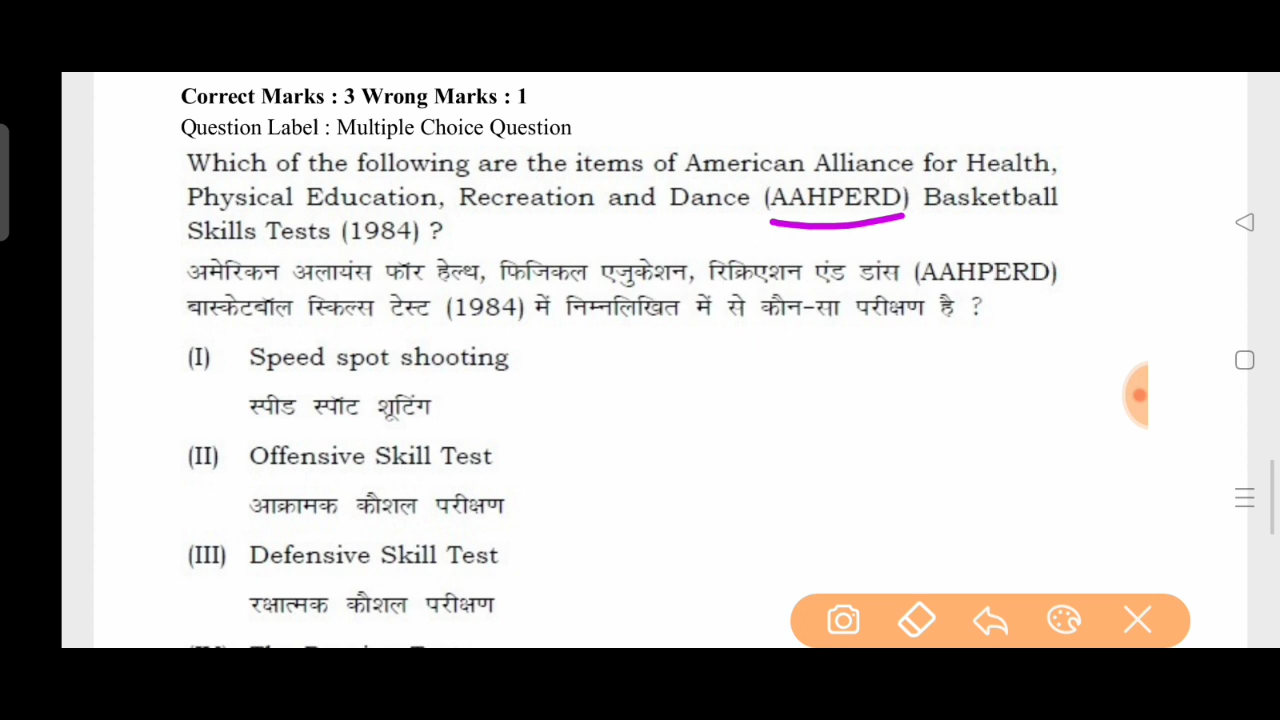 Correct Marks : 3 Wrong Marks : 1
Question Label : Multiple Choice Question
Which of the following are the items of American Alliance for Health,
Physical Education, Recreation and Dance (AAHPERD) Basketball
Skills Tests (1984) ?
अमेरिकन अलायंस फॉर हेल्थ, फिजिकल एजुकेशन, रिक्रिएशन एंड डांस (AAHPERD)
बास्केटबॉल स्किल्स टेस्ट (1984) में निम्नलिखित में से कौन-सा परीक्षण है ?
(I) Speed spot shooting
स्पीड स्पॉट शूटिंग
(II) Offensive Skill Test
आक्रामक कौशल परीक्षण
(III) Defensive Skill Test
रक्षात्मक कौशल परीक्षण